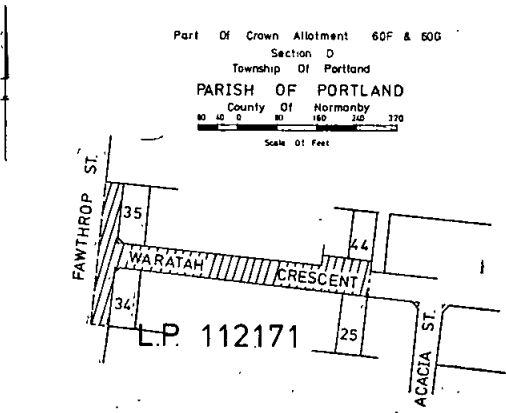 Part Of Crown Allotment 60F & 60G
Section D
Township Of Portland
PARISH OF PORTLAND
County Of Normanby
80 40 0 80 160 240 320
Scale Of Feet
FAWTHROP ST.
35
44
WARATAH CRESCENT
34
L.P. 112171
25
ACACIA ST.